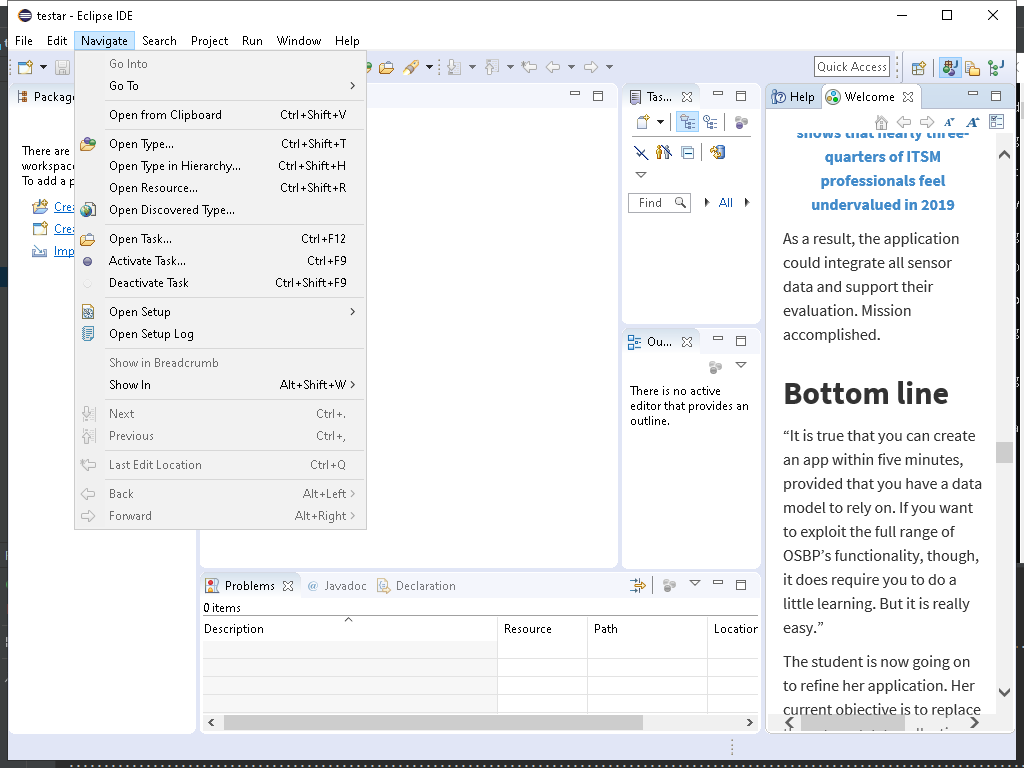 testar - Eclipse IDE
File Edit Navigate Search Project Run Window Help
Quick Access
Go Into
Go To
Open from Clipboard Ctrl+Shift+V
Open Type... Ctrl+Shift+T
Open Type in Hierarchy... Ctrl+Shift+H
Open Resource... Ctrl+Shift+R
Open Discovered Type...
Open Task... Ctrl+F12
Activate Task... Ctrl+F9
Deactivate Task Ctrl+Shift+F9
Open Setup
Open Setup Log
Show in Breadcrumb
Show In Alt+Shift+W
Next Ctrl+.
Previous Ctrl+,
Last Edit Location Ctrl+Q
Back Alt+Left
Forward Alt+Right
There are
To add a
Tas...
Find All
Ou...
There is no active
editor that provides an
outline.
Help Welcome
shows that nearly three-
quarters of ITSM
professionals feel
undervalued in 2019
As a result, the application
could integrate all sensor
data and support their
evaluation. Mission
accomplished.
Bottom line
“It is true that you can create
an app within five minutes,
provided that you have a data
model to rely on. If you want
to exploit the full range of
OSBP’s functionality, though,
it does require you to do a
little learning. But it is really
easy.”
The student is now going on
to refine her application. Her
current objective is to replace
Problems Javadoc Declaration
0 items
Description Resource Path Location